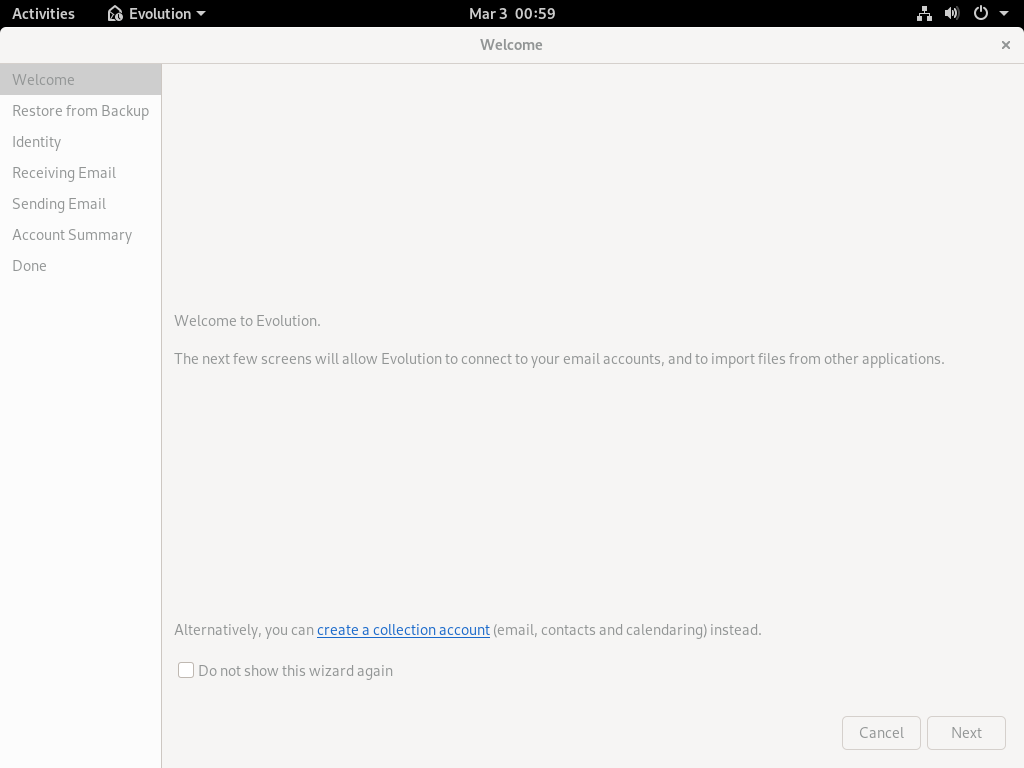 Activities
Evolution
Mar 3 00:59
Welcome
Welcome
Restore from Backup
Identity
Receiving Email
Sending Email
Account Summary
Done
Welcome to Evolution.
The next few screens will allow Evolution to connect to your email accounts, and to import files from other applications.
Alternatively, you can create a collection account (email, contacts and calendaring) instead.
Do not show this wizard again
Cancel
Next